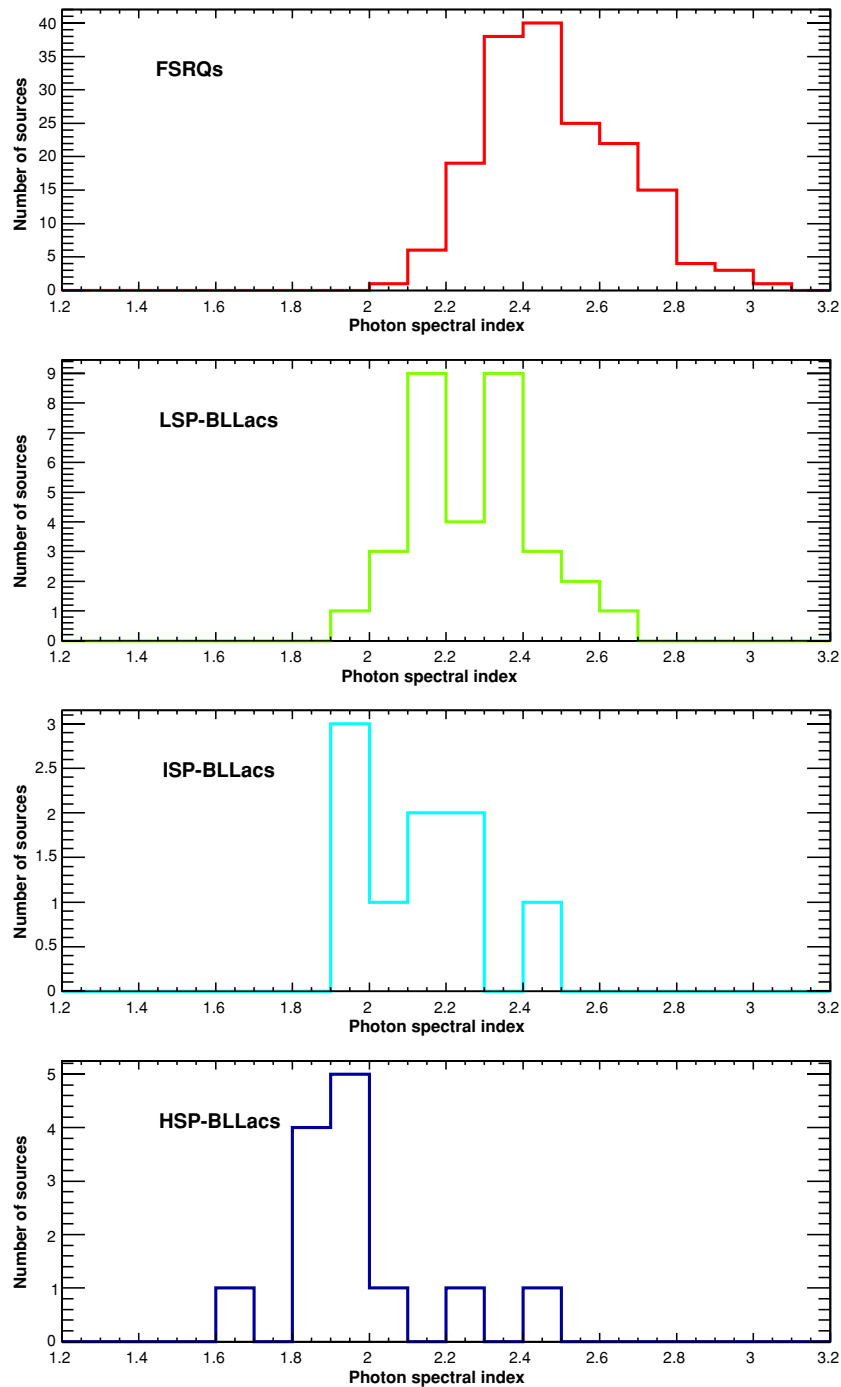 40
35
30
25
20
15
10
5
0
Number of sources
FSRQs
1.2 1.4 1.6 1.8 2 2.2 2.4 2.6 2.8 3 3.2
Photon spectral index
9
8
7
6
5
4
3
2
1
0
Number of sources
LSP-BLLacs
1.2 1.4 1.6 1.8 2 2.2 2.4 2.6 2.8 3 3.2
Photon spectral index
3
2.5
2
1.5
1
0.5
0
Number of sources
ISP-BLLacs
1.2 1.4 1.6 1.8 2 2.2 2.4 2.6 2.8 3 3.2
Photon spectral index
5
4
3
2
1
0
Number of sources
HSP-BLLacs
1.2 1.4 1.6 1.8 2 2.2 2.4 2.6 2.8 3 3.2
Photon spectral index